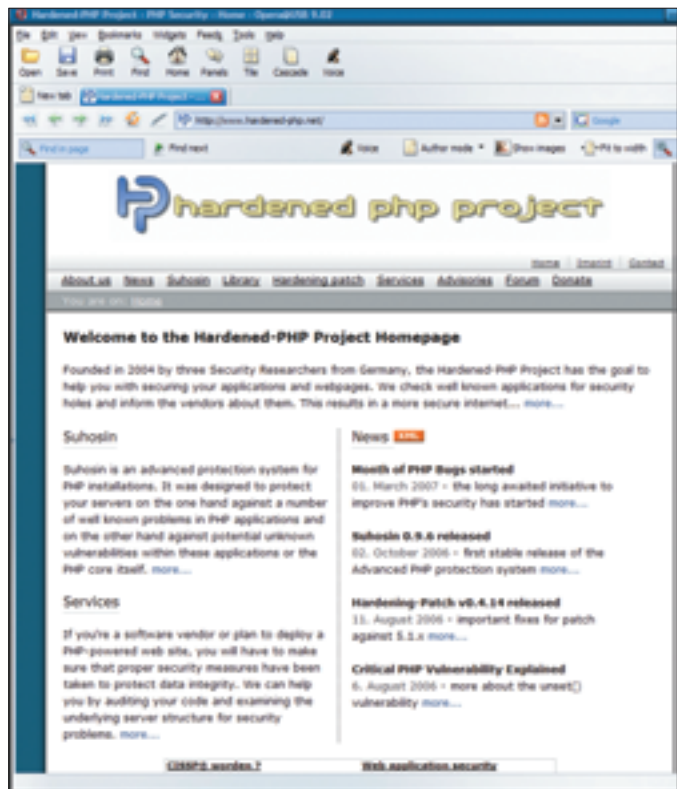 Hardened-PHP Project - PHP Security - Home - Opera
File Edit View Bookmarks Widgets Feeds Tools Help
Open Save Print Find Home Panels Tile Cascade Voice
New tab Hardened-PHP Project - ...
http://www.hardened-php.net/ Google
Find in page Find next Voice Author mode Show images Fit to width
hardened php project
Home Imprint Contact
About us News Suhosin Library Hardening patch Services Advisories Forum Donate
You are on: Home
Welcome to the Hardened-PHP Project Homepage
Founded in 2004 by three Security Researchers from Germany, the Hardened-PHP Project has the goal to
help you with securing your applications and webpages. We check well known applications for security
holes and inform the vendors about them. This results in a more secure internet... more...
Suhosin
Suhosin is an advanced protection system for
PHP installations. It was designed to protect
your servers on the one hand against a number
of well known problems in PHP applications and
on the other hand against potential unknown
vulnerabilities within these applications or the
PHP core itself. more....
Services
If you're a software vendor or plan to deploy a
PHP-powered web site, you will have to make
sure that proper security measures have been
taken to protect data integrity. We can help
you by auditing your code and examining the
underlying server structure for security
problems. more....
News XML
Month of PHP Bugs started
01. March 2007 - the long awaited initiative to
improve PHP's security has started more...
Suhosin 0.9.6 released
02. October 2006 - first stable release of the
Advanced PHP protection system more...
Hardening-Patch v0.4.14 released
11. August 2006 - important fixes for patch
against 5.1.x more...
Critical PHP Vulnerability Explained
6. August 2006 - more about the unset()
vulnerability more...
worden ? Web application security